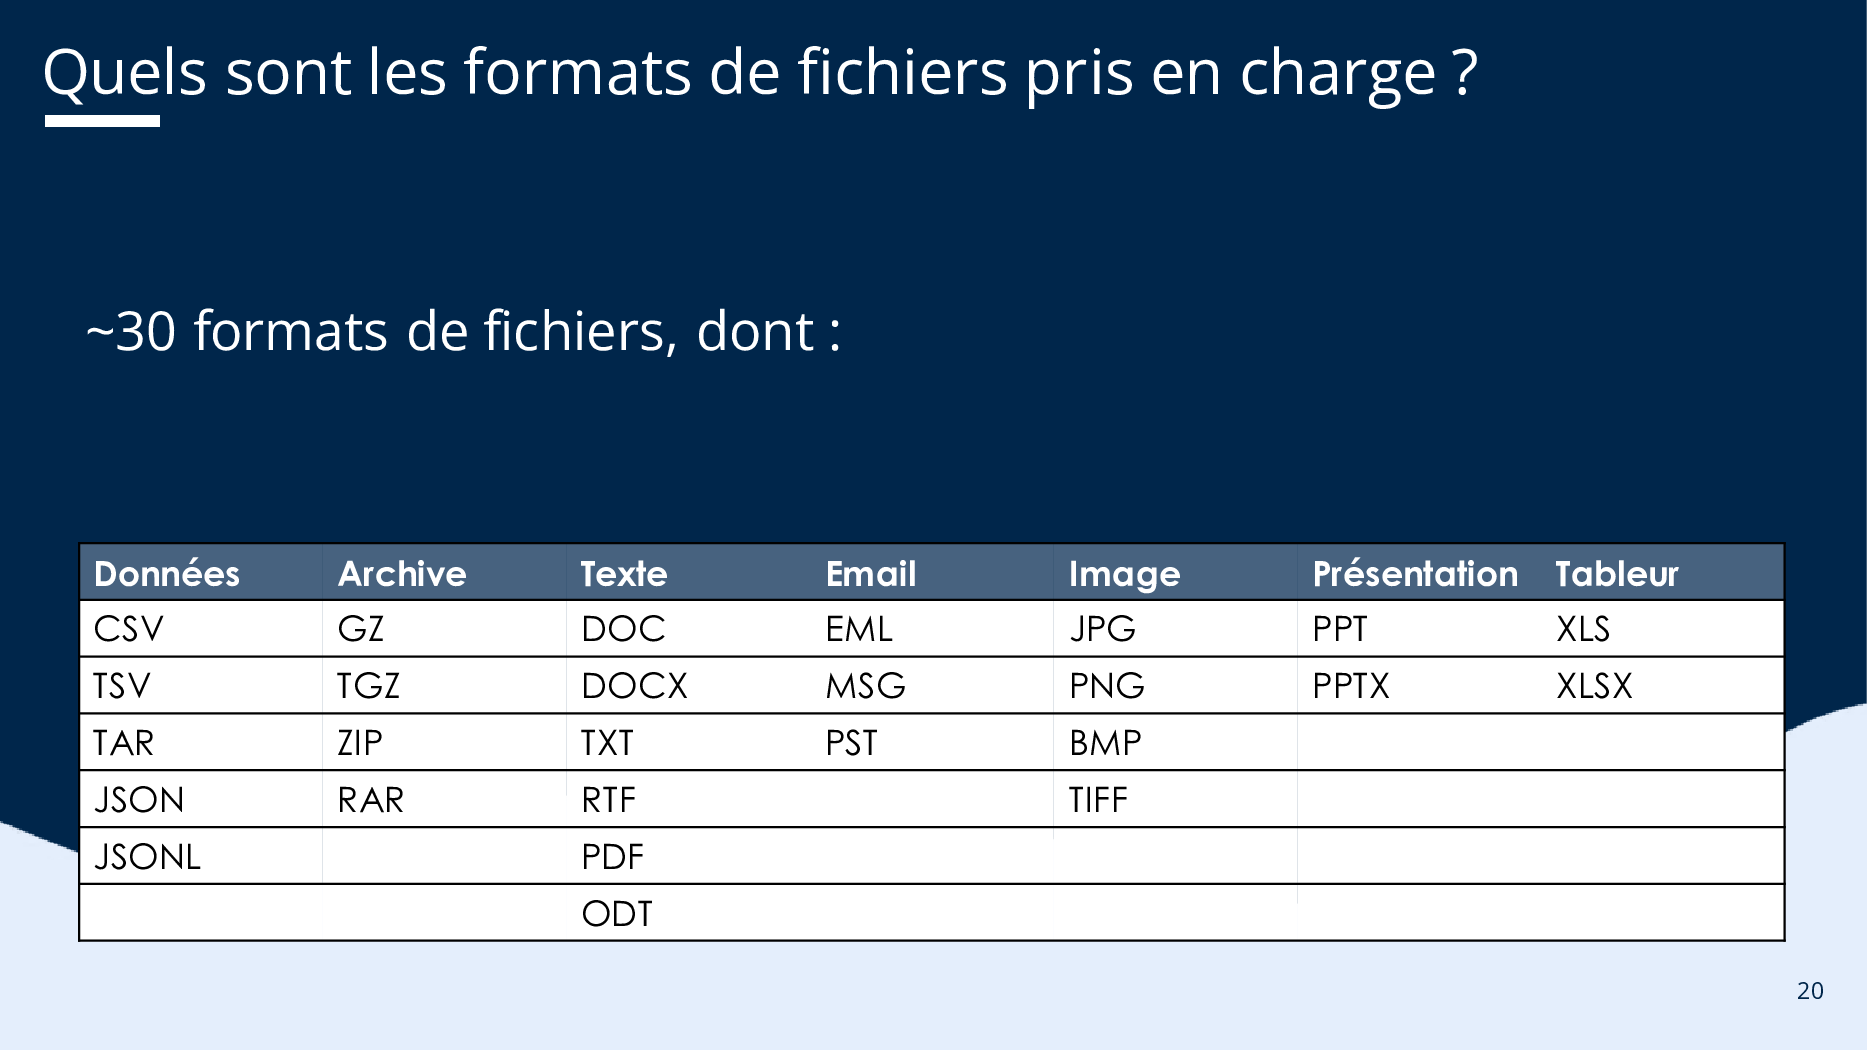 Quels sont les formats de fichiers pris en charge ?
~30 formats de fichiers, dont :
Données Archive Texte Email Image Présentation Tableur
CSV GZ DOC EML JPG PPT XLS
TSV TGZ DOCX MSG PNG PPTX XLSX
TAR ZIP TXT PST BMP
JSON RAR RTF TIFF
JSONL PDF
ODT
20